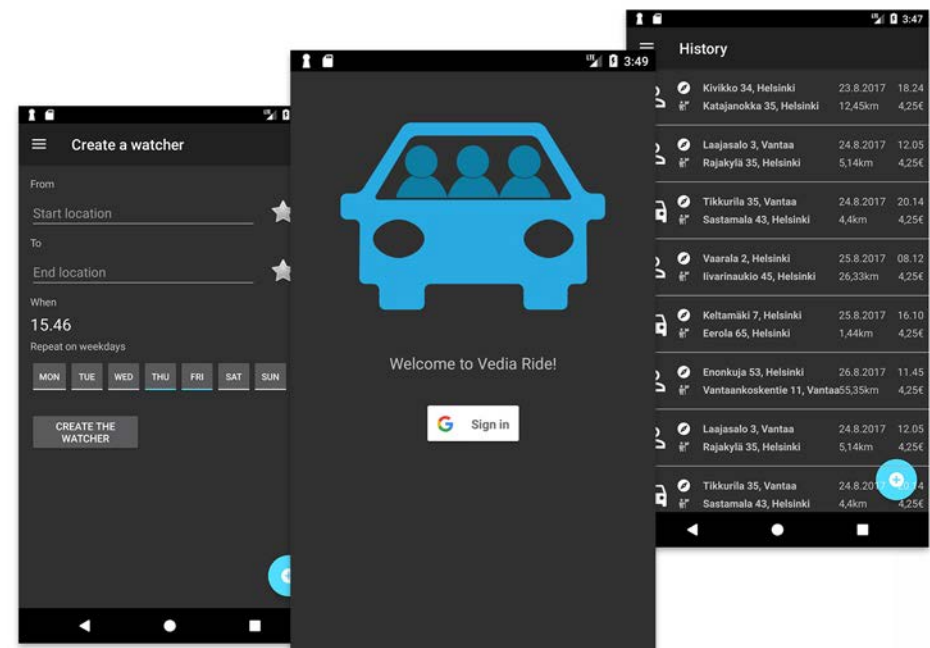 Create a watcher
From
Start location
To
End location
When
15.46
Repeat on weekdays
MON TUE WED THU FRI SAT SUN
CREATE THE
WATCHER
LTE 3:49
Welcome to Vedia Ride!
G Sign in
LTE 3:47
History
Kivikko 34, Helsinki 23.8.2017 18.24
Katajanokka 35, Helsinki 12,45km 4,25€
Laajasalo 3, Vantaa 24.8.2017 12.05
Rajakylä 35, Helsinki 5,14km 4,25€
Tikkurila 35, Vantaa 24.8.2017 20.14
Sastamala 43, Helsinki 4,4km 4,25€
Vaarala 2, Helsinki 25.8.2017 08.12
Iivarinaukio 45, Helsinki 26,33km 4,25€
Keltamäki 7, Helsinki 25.8.2017 16.10
Eerola 65, Helsinki 1,44km 4,25€
Enonkuja 53, Helsinki 26.8.2017 11.45
Vantaankoskentie 11, Vantaa 55,35km 4,25€
Laajasalo 3, Vantaa 24.8.2017 12.05
Rajakylä 35, Helsinki 5,14km 4,25€
Tikkurila 35, Vantaa 24.8.2017
Sastamala 43, Helsinki 4,4km 4,25€